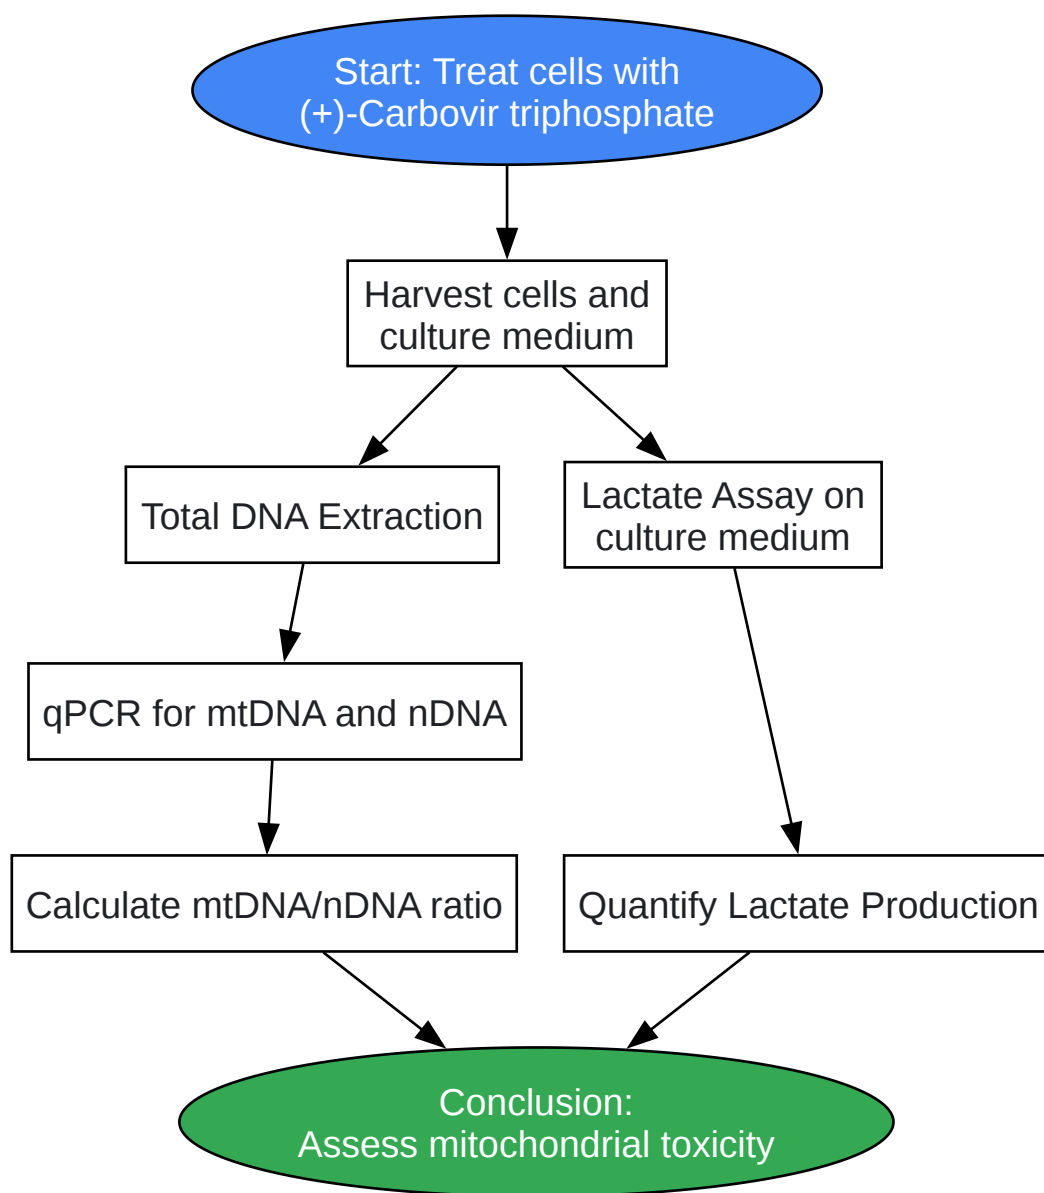 Start: Treat cells with
(+)-Carbovir triphosphate
Harvest cells and
culture medium
Total DNA Extraction
Lactate Assay on
culture medium
qPCR for mtDNA and nDNA
Calculate mtDNA/nDNA ratio
Quantify Lactate Production
Conclusion:
Assess mitochondrial toxicity